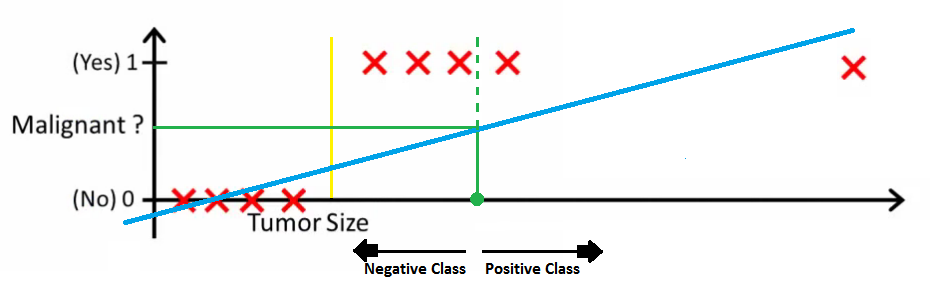 (Yes) 1
Malignant ?
(No) 0
Tumor Size
Negative Class
Positive Class